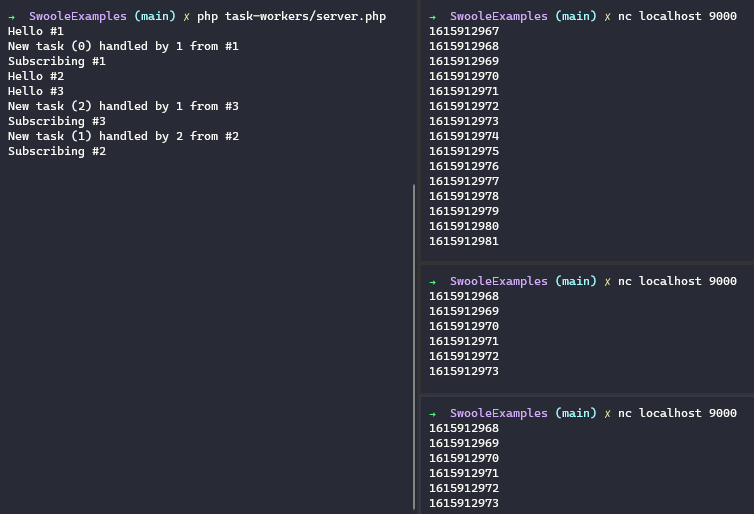 → SwooleExamples (main) ✗ php task-workers/server.php
Hello #1
New task (0) handled by 1 from #1
Subscribing #1
Hello #2
Hello #3
New task (2) handled by 1 from #3
Subscribing #3
New task (1) handled by 2 from #2
Subscribing #2
→ SwooleExamples (main) ✗ nc localhost 9000
1615912967
1615912968
1615912969
1615912970
1615912971
1615912972
1615912973
1615912974
1615912975
1615912976
1615912977
1615912978
1615912979
1615912980
1615912981
→ SwooleExamples (main) ✗ nc localhost 9000
1615912968
1615912969
1615912970
1615912971
1615912972
1615912973
→ SwooleExamples (main) ✗ nc localhost 9000
1615912968
1615912969
1615912970
1615912971
1615912972
1615912973